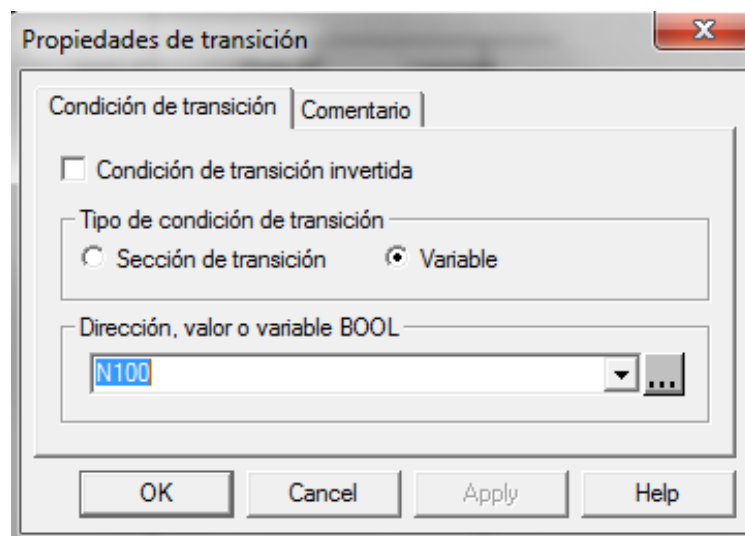 Propiedades de transición
Condición de transición Comentario
Condición de transición invertida
Tipo de condición de transición
Sección de transición Variable
Dirección, valor o variable BOOL
N100
...
OK Cancel Apply Help